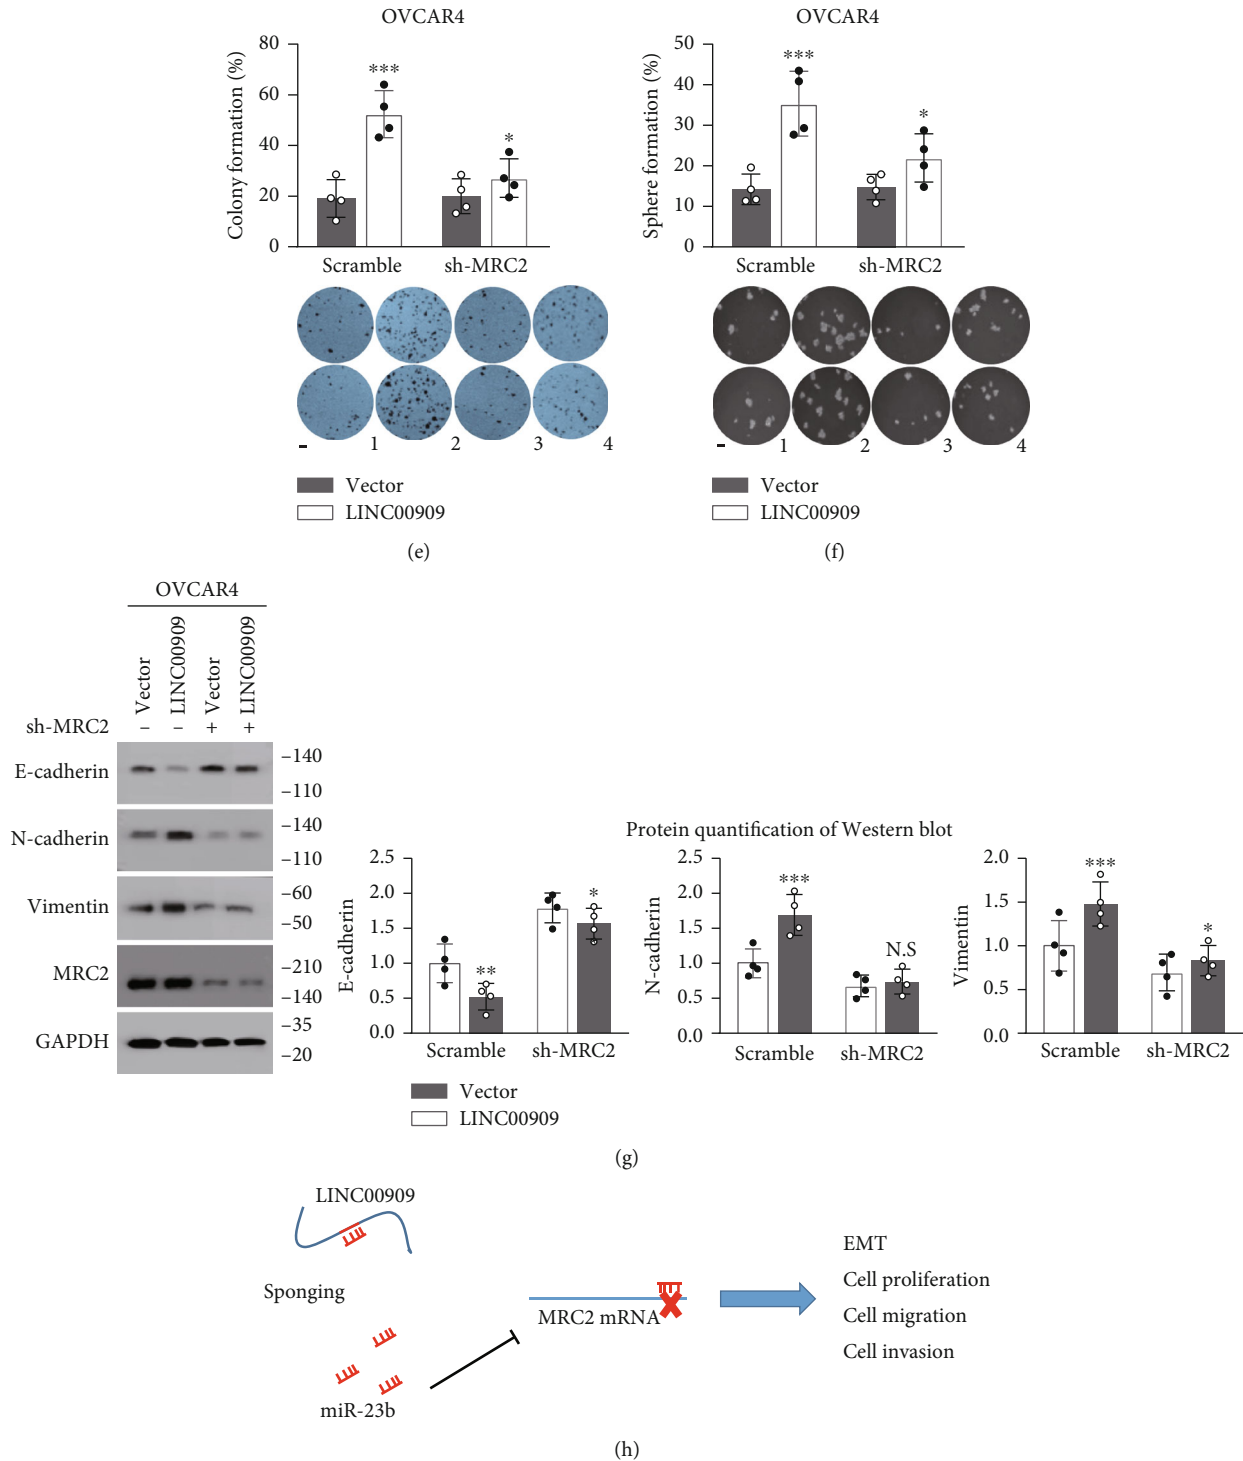 OVCAR4
Colony formation (%)
80
60
40
20
0
***
*
Scramble
sh-MRC2
1
2
3
4
Vector
LINC00909
(e)
OVCAR4
Sphere formation (%)
50
40
30
20
10
0
***
*
Scramble
sh-MRC2
1
2
3
4
Vector
LINC00909
(f)
OVCAR4
Vector
LINC00909
Vector
LINC00909
sh-MRC2 – – + +
E-cadherin
–140
–110
N-cadherin
–140
–110
Vimentin
–60
–50
MRC2
–210
–140
GAPDH
–35
–20
Protein quantification of Western blot
E-cadherin
2.5
2.0
1.5
1.0
0.5
0.0
**
*
Scramble
sh-MRC2
N-cadherin
2.5
2.0
1.5
1.0
0.5
0.0
***
N.S
Scramble
sh-MRC2
Vimentin
2.0
1.5
1.0
0.5
0.0
***
*
Scramble
sh-MRC2
Vector
LINC00909
(g)
LINC00909
Sponging
miR-23b
MRC2 mRNA
EMT
Cell proliferation
Cell migration
Cell invasion
(h)